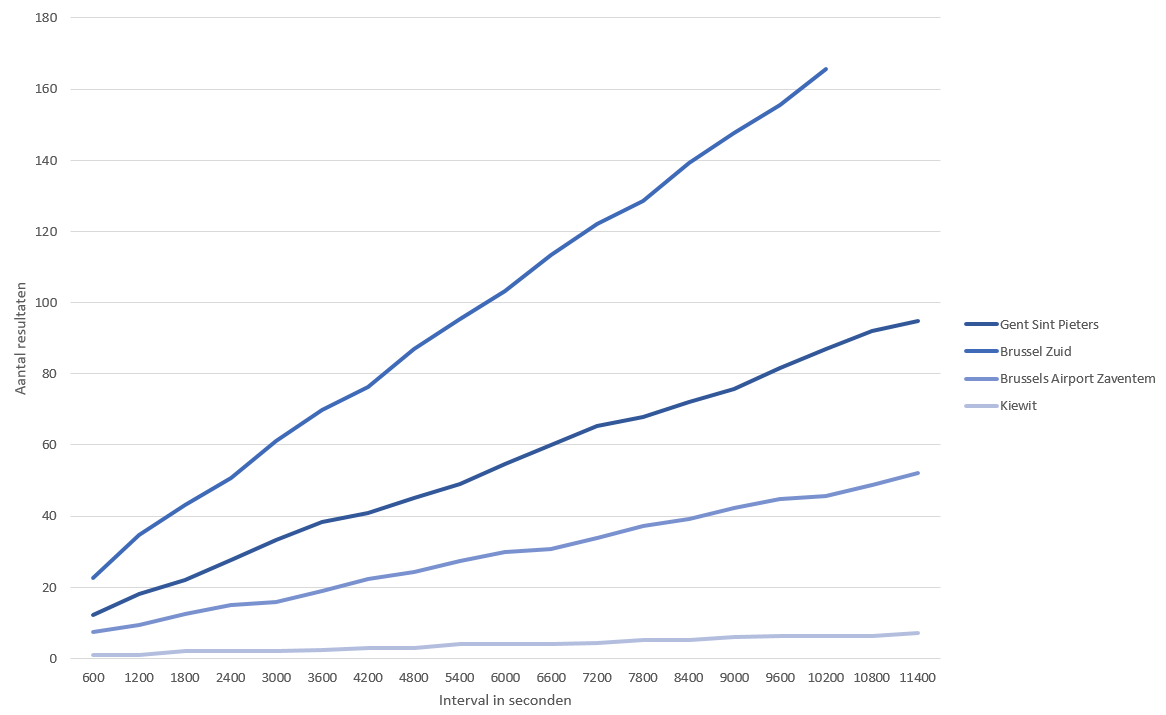 180
160
140
120
100
80
60
40
20
0
Aantal resultaten
600 1200 1800 2400 3000 3600 4200 4800 5400 6000 6600 7200 7800 8400 9000 9600 10200 10800 11400
Interval in seconden
Gent Sint Pieters
Brussel Zuid
Brussels Airport Zaventem
Kiewit